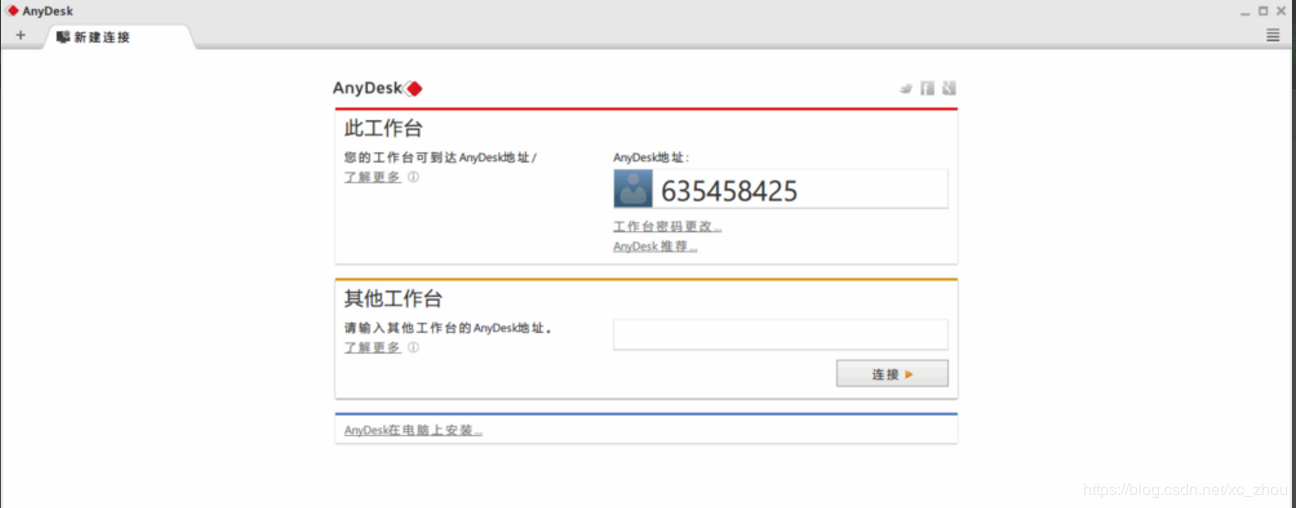 AnyDesk
+ 新建连接
AnyDesk
此工作台
您的工作台可到达AnyDesk地址/
了解更多
AnyDesk地址:
635458425
工作台密码更改...
AnyDesk 推荐...
其他工作台
请输入其他工作台的AnyDesk地址。
了解更多
连接
AnyDesk在电脑上安装...
https://blog.csdn.net/xc_zhou